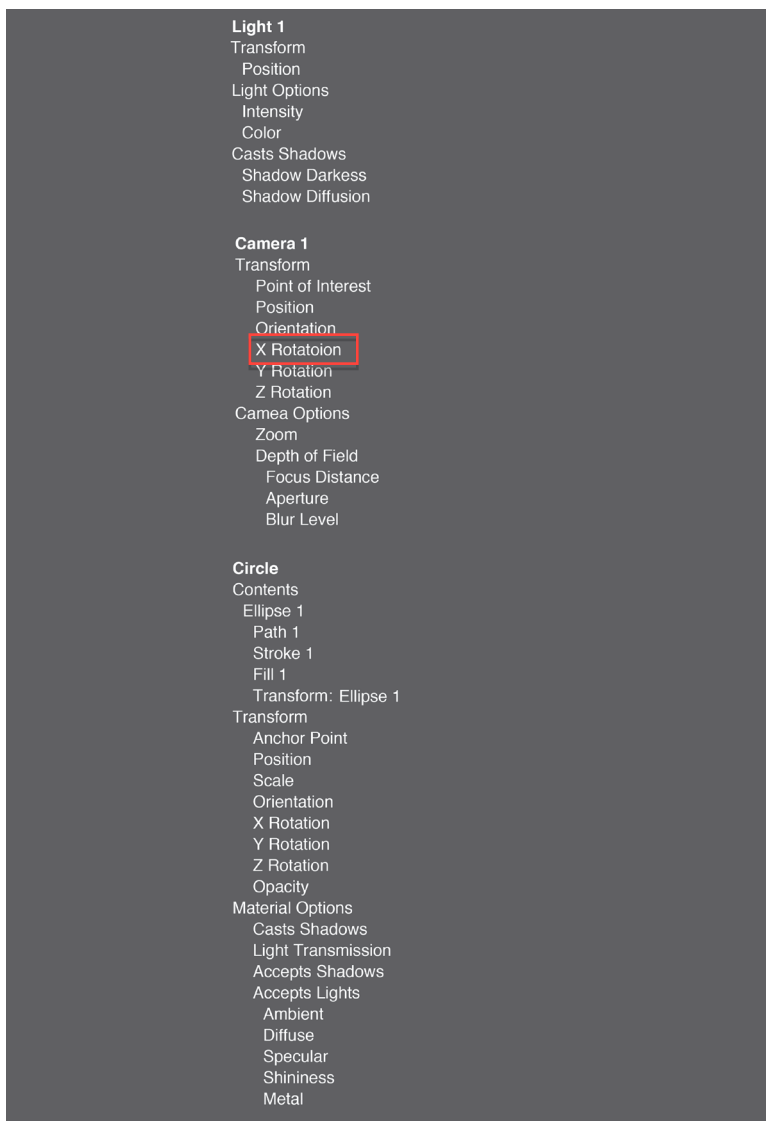 Light 1
Transform
Position
Light Options
Intensity
Color
Casts Shadows
Shadow Darkess
Shadow Diffusion
Camera 1
Transform
Point of Interest
Position
Orientation
X Rotatoion
Y Rotation
Z Rotation
Camea Options
Zoom
Depth of Field
Focus Distance
Aperture
Blur Level
Circle
Contents
Ellipse 1
Path 1
Stroke 1
Fill 1
Transform: Ellipse 1
Transform
Anchor Point
Position
Scale
Orientation
X Rotation
Y Rotation
Z Rotation
Opacity
Material Options
Casts Shadows
Light Transmission
Accepts Shadows
Accepts Lights
Ambient
Diffuse
Specular
Shininess
Metal